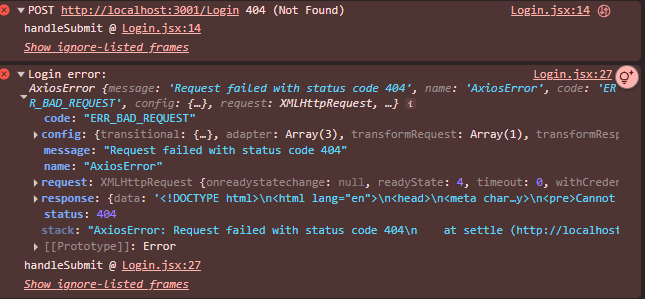 POST http://localhost:3001/Login 404 (Not Found) Login.jsx:14
handleSubmit @ Login.jsx:14
Show ignore-listed frames
Login error: Login.jsx:27
AxiosError {message: 'Request failed with status code 404', name: 'AxiosError', code: 'ER
R_BAD_REQUEST', config: {…}, request: XMLHttpRequest, …} i
code: "ERR_BAD_REQUEST"
config: {transitional: {…}, adapter: Array(3), transformRequest: Array(1), transformResp
message: "Request failed with status code 404"
name: "AxiosError"
request: XMLHttpRequest {onreadystatechange: null, readyState: 4, timeout: 0, withCreder
response: {data: '<!DOCTYPE html>\n<html lang="en">\n<head>\n<meta char…y>\n<pre>Cannot
status: 404
stack: "AxiosError: Request failed with status code 404\n    at settle (http://localhost
[[Prototype]]: Error
handleSubmit @ Login.jsx:27
Show ignore-listed frames